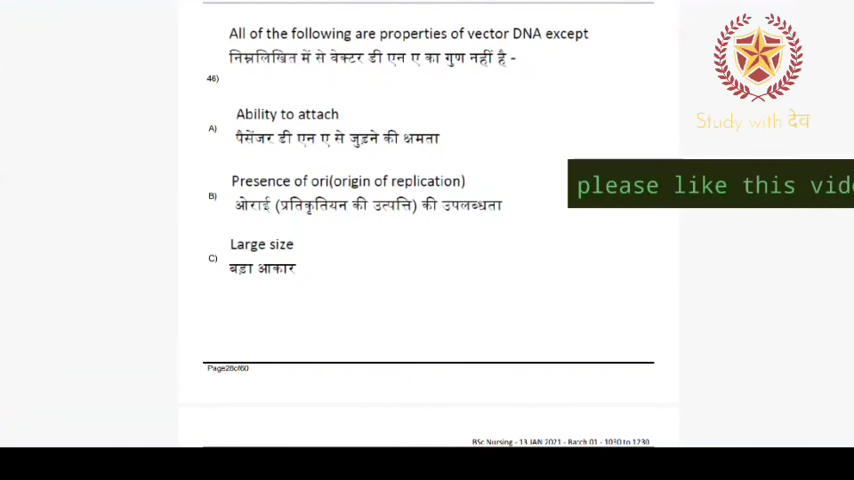 All of the following are properties of vector DNA except
निम्नलिखित में से वेक्टर डी एन ए का गुण नहीं है -
46)
Ability to attach
A)
पैसेंजर डी एन ए से जुड़ने की क्षमता
Presence of ori(origin of replication)
B)
ओराई (प्रतिकृतियन की उत्पत्ति) की उपलब्धता
Large size
C)
बड़ा आकार
Page28of60
BSc Nursing - 13 JAN 2021 - Batch 01 - 1030 to 1230
Study with देव
please like this vide